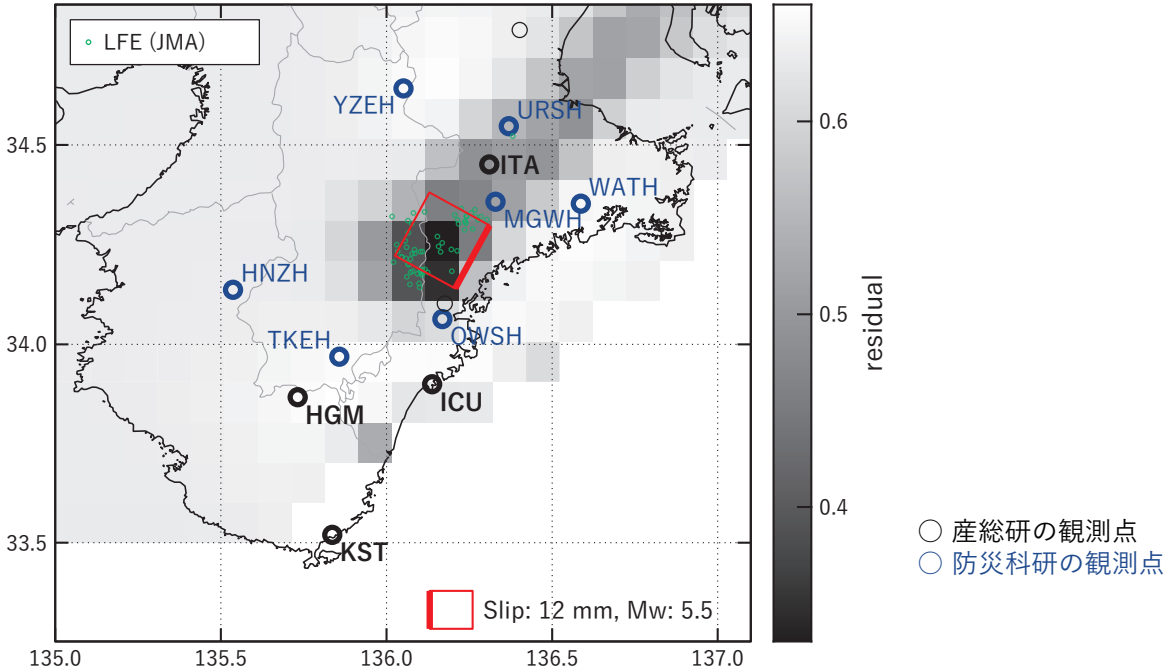 LFE (JMA)
YZEH
URSH
34.5
ITA
WATH
MGWH
HNZH
TKEH
OWSH
34.0
HGM
ICU
33.5
KST
Slip: 12 mm, Mw: 5.5
135.0
135.5
136.0
136.5
137.0
0.6
0.5
0.4
residual
産総研の観測点
防災科研の観測点